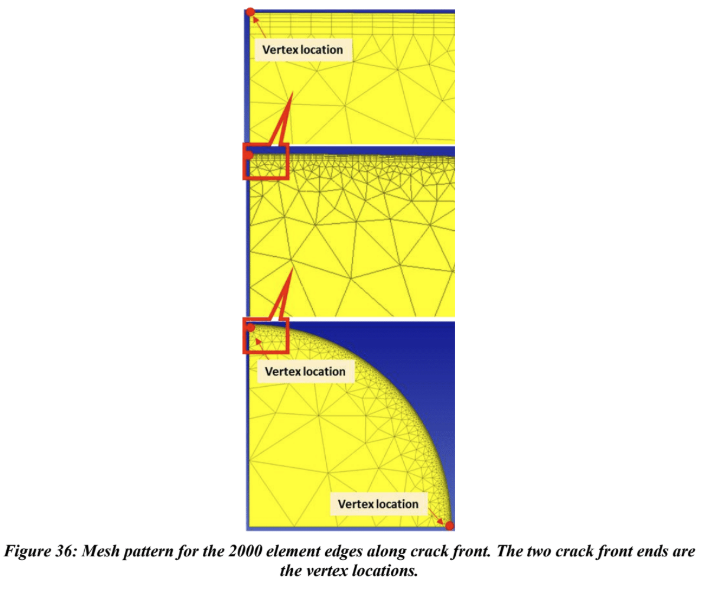 Vertex location
Vertex location
Vertex location
Figure 36: Mesh pattern for the 2000 element edges along crack front. The two crack front ends are
the vertex locations.